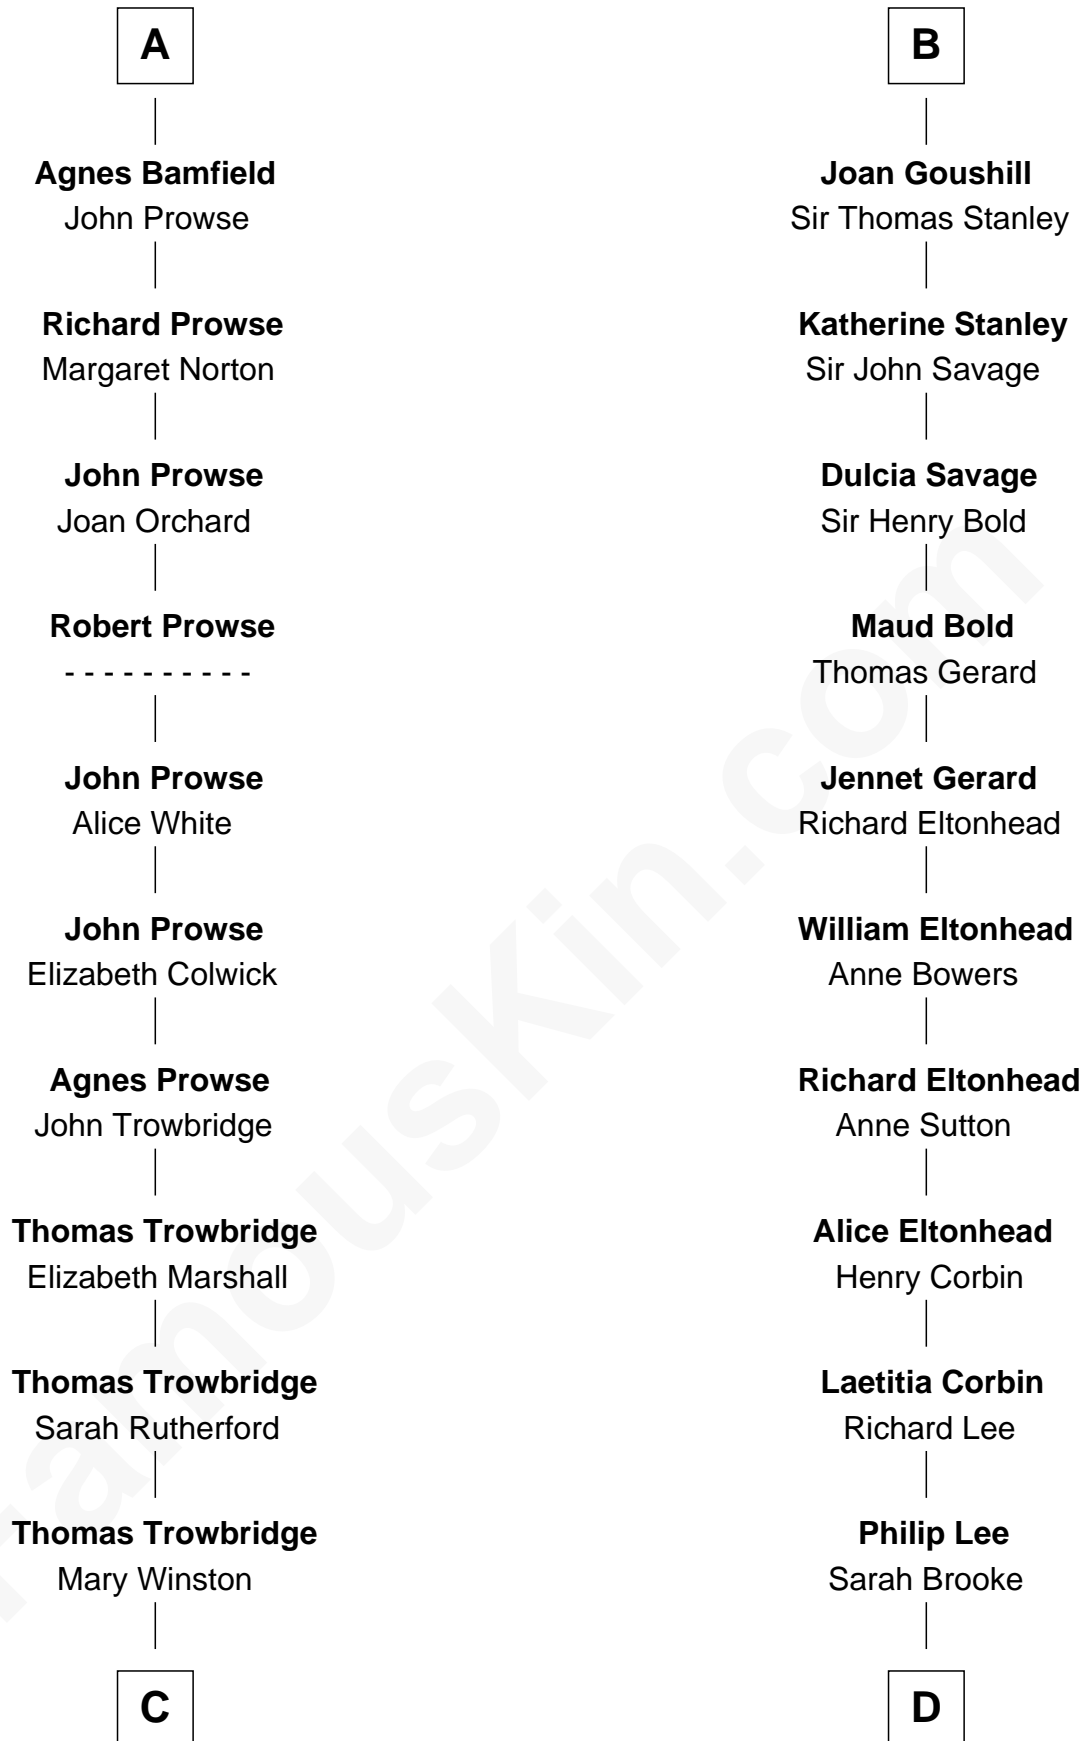 A
Agnes Bamfield
John Prowse
Richard Prowse
Margaret Norton
John Prowse
Joan Orchard
Robert Prowse
- - - - - - - - - -
John Prowse
Alice White
John Prowse
Elizabeth Colwick
Agnes Prowse
John Trowbridge
Thomas Trowbridge
Elizabeth Marshall
Thomas Trowbridge
Sarah Rutherford
Thomas Trowbridge
Mary Winston
C
B
Joan Goushill
Sir Thomas Stanley
Katherine Stanley
Sir John Savage
Dulcia Savage
Sir Henry Bold
Maud Bold
Thomas Gerard
Jennet Gerard
Richard Eltonhead
William Eltonhead
Anne Bowers
Richard Eltonhead
Anne Sutton
Alice Eltonhead
Henry Corbin
Laetitia Corbin
Richard Lee
Philip Lee
Sarah Brooke
D
FamousKin.com